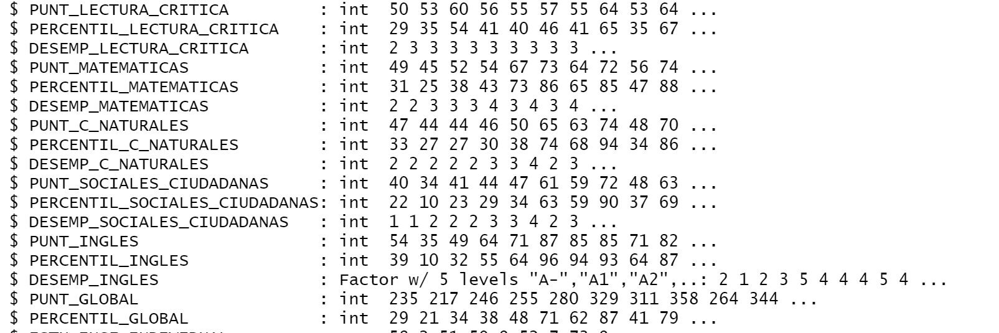 $ PUNT_LECTURA_CRITICA : int 50 53 60 56 55 57 55 64 53 64 ...
$ PERCENTIL_LECTURA_CRITICA : int 29 35 54 41 40 46 41 65 35 67 ...
$ DESEMP_LECTURA_CRITICA : int 2 3 3 3 3 3 3 3 3 3 ...
$ PUNT_MATEMATICAS : int 49 45 52 54 67 73 64 72 56 74 ...
$ PERCENTIL_MATEMATICAS : int 31 25 38 43 73 86 65 85 47 88 ...
$ DESEMP_MATEMATICAS : int 2 2 3 3 3 4 3 4 3 4 ...
$ PUNT_C_NATURALES : int 47 44 44 46 50 65 63 74 48 70 ...
$ PERCENTIL_C_NATURALES : int 33 27 27 30 38 74 68 94 34 86 ...
$ DESEMP_C_NATURALES : int 2 2 2 2 2 3 3 4 2 3 ...
$ PUNT_SOCIALES_CIUDADANAS : int 40 34 41 44 47 61 59 72 48 63 ...
$ PERCENTIL_SOCIALES_CIUDADANAS: int 22 10 23 29 34 63 59 90 37 69 ...
$ DESEMP_SOCIALES_CIUDADANAS : int 1 1 2 2 2 3 3 4 2 3 ...
$ PUNT_INGLES : int 54 35 49 64 71 87 85 85 71 82 ...
$ PERCENTIL_INGLES : int 39 10 32 55 64 96 94 93 64 87 ...
$ DESEMP_INGLES : Factor w/ 5 levels "A-","A1","A2",..: 2 1 2 3 5 4 4 4 5 4 ...
$ PUNT_GLOBAL : int 235 217 246 255 280 329 311 358 264 344 ...
$ PERCENTIL_GLOBAL : int 29 21 34 38 48 71 62 87 41 79 ...